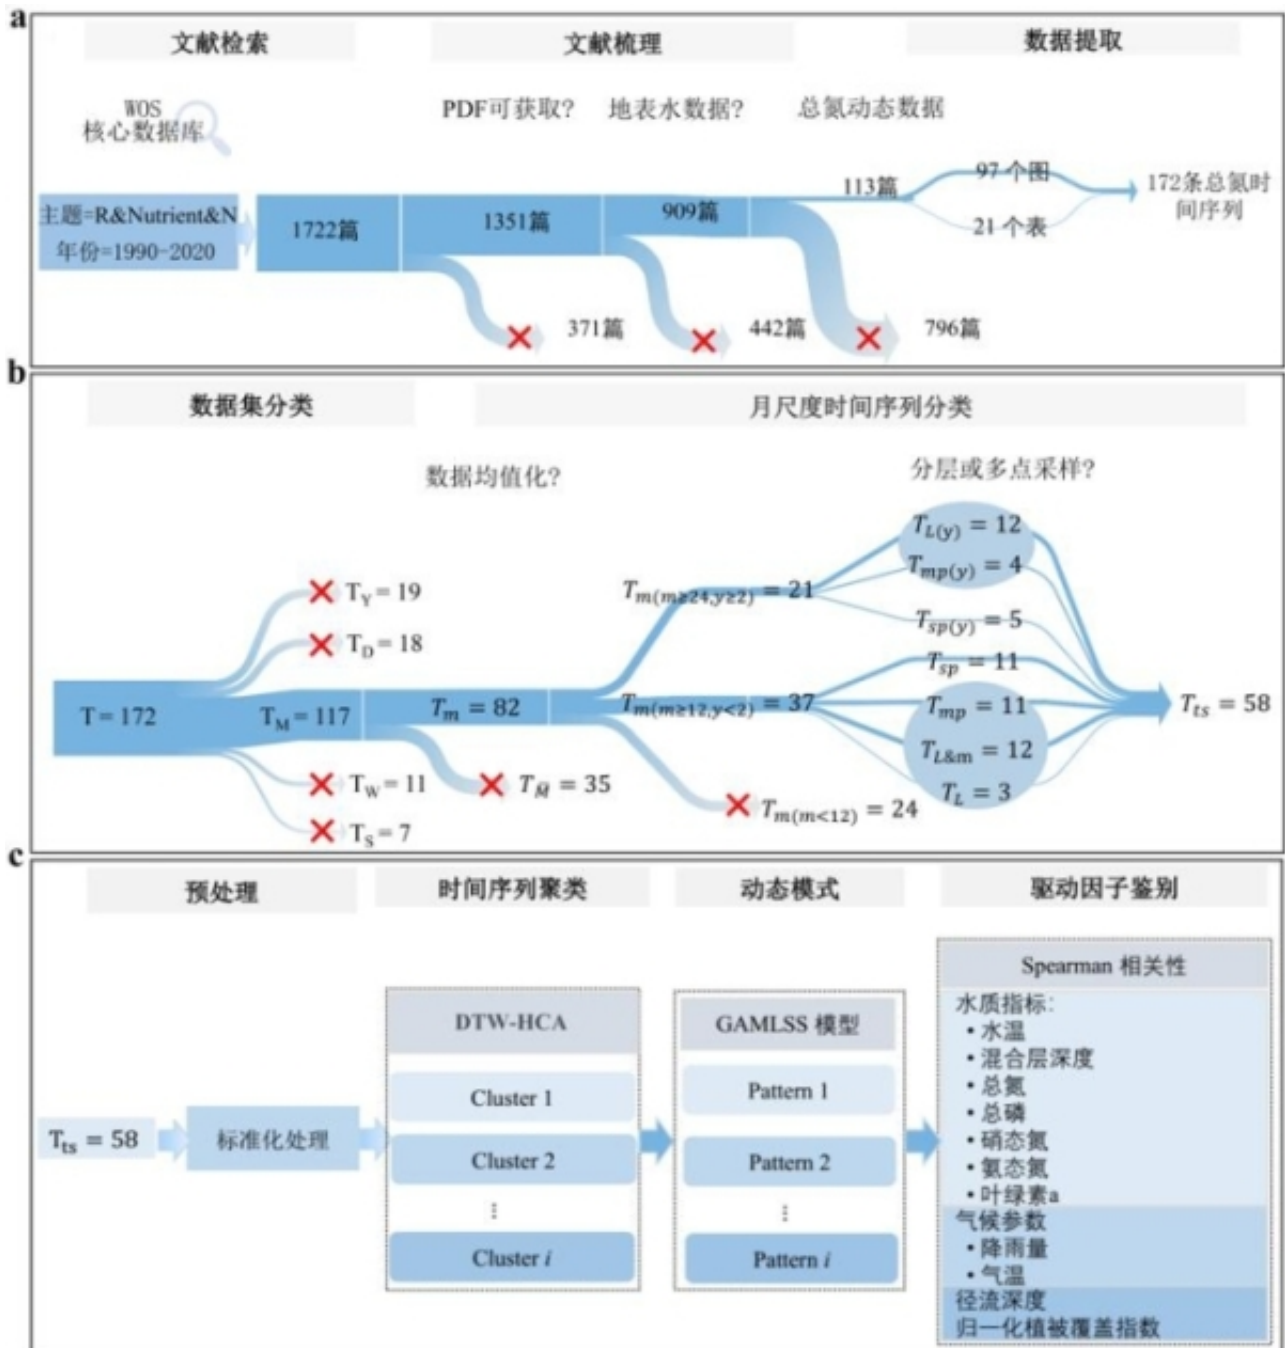 a
文献检索
文献梳理
数据提取
WOS
核心数据库
PDF可获取?
地表水数据?
总氮动态数据
主题=R&Nutrient&N
年份=1990-2020
1722篇
1351篇
909篇
113篇
97 个图
21 个表
172条总氮时
间序列
371篇
442篇
796篇
b
数据集分类
月尺度时间序列分类
数据均值化?
分层或多点采样?
T = 172
T_Y = 19
T_D = 18
T_M = 117
T_W = 11
T_S = 7
T_m = 82
T_M̄ = 35
T_m(m≥24,y≥2) = 21
T_m(m≥12,y<2) = 37
T_m(m<12) = 24
T_L(y) = 12
T_mp(y) = 4
T_sp(y) = 5
T_sp = 11
T_mp = 11
T_L&m = 12
T_L = 3
T_ts = 58
c
预处理
时间序列聚类
动态模式
驱动因子鉴别
T_ts = 58
标准化处理
DTW-HCA
Cluster 1
Cluster 2
⋮
Cluster i
GAMLSS 模型
Pattern 1
Pattern 2
⋮
Pattern i
Spearman 相关性
水质指标:
• 水温
• 混合层深度
• 总氮
• 总磷
• 硝态氮
• 氨态氮
• 叶绿素a
气候参数
• 降雨量
• 气温
径流深度
归一化植被覆盖指数